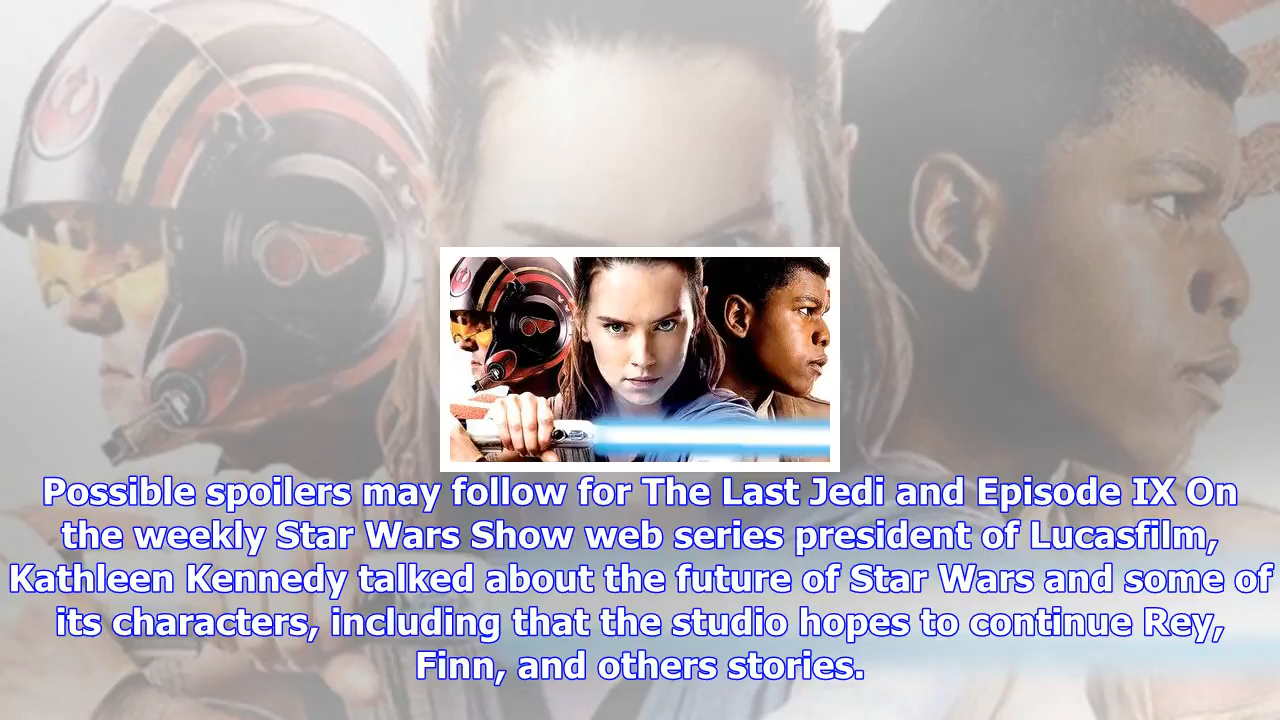 Possible spoilers may follow for The Last Jedi and Episode IX On
the weekly Star Wars Show web series president of Lucasfilm,
Kathleen Kennedy talked about the future of Star Wars and some of
its characters, including that the studio hopes to continue Rey,
Finn, and others stories.